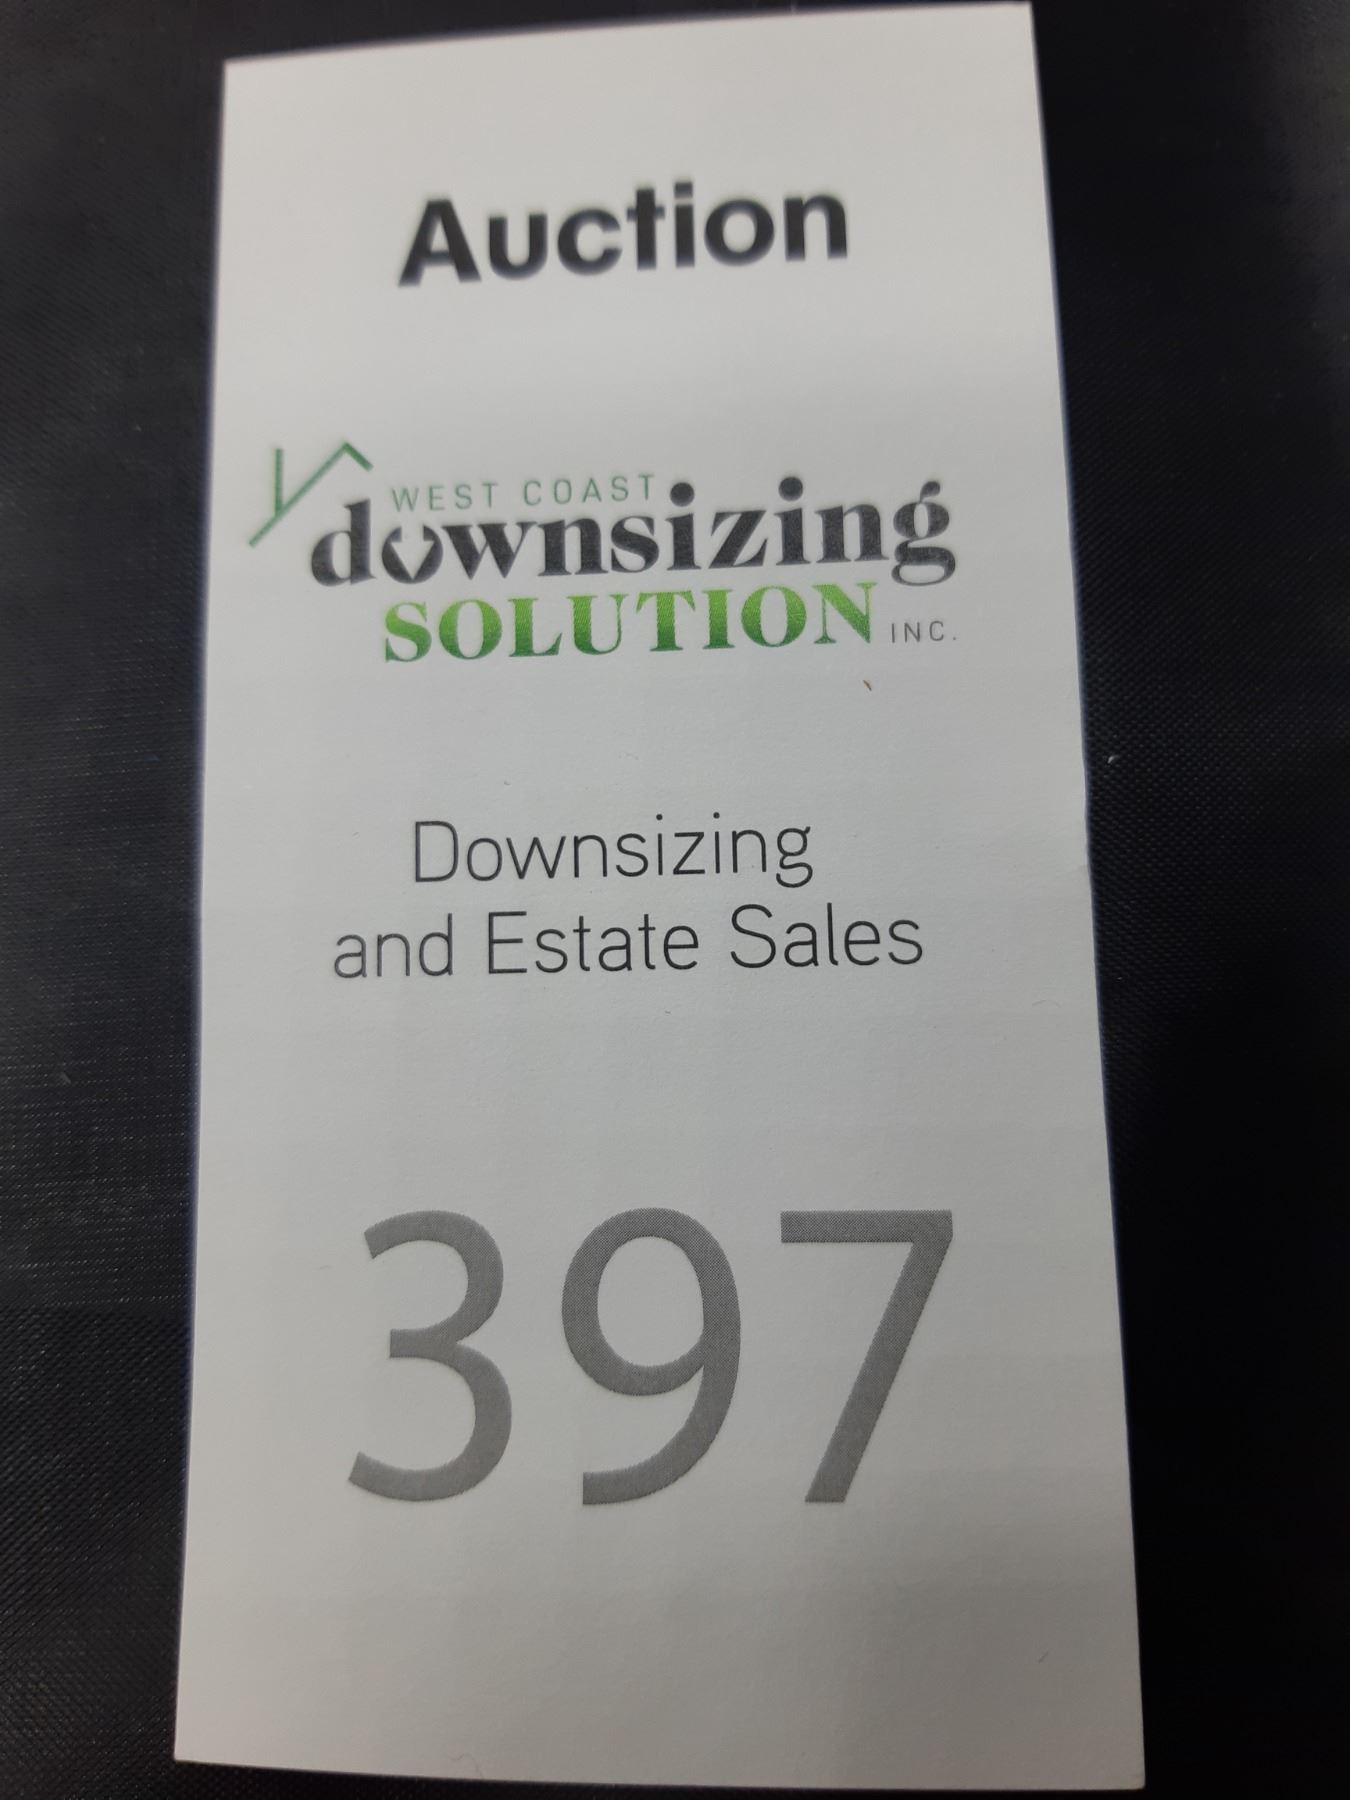 Auction
WEST COAST
downsizing
SOLUTION INC.
Downsizing
and Estate Sales
397